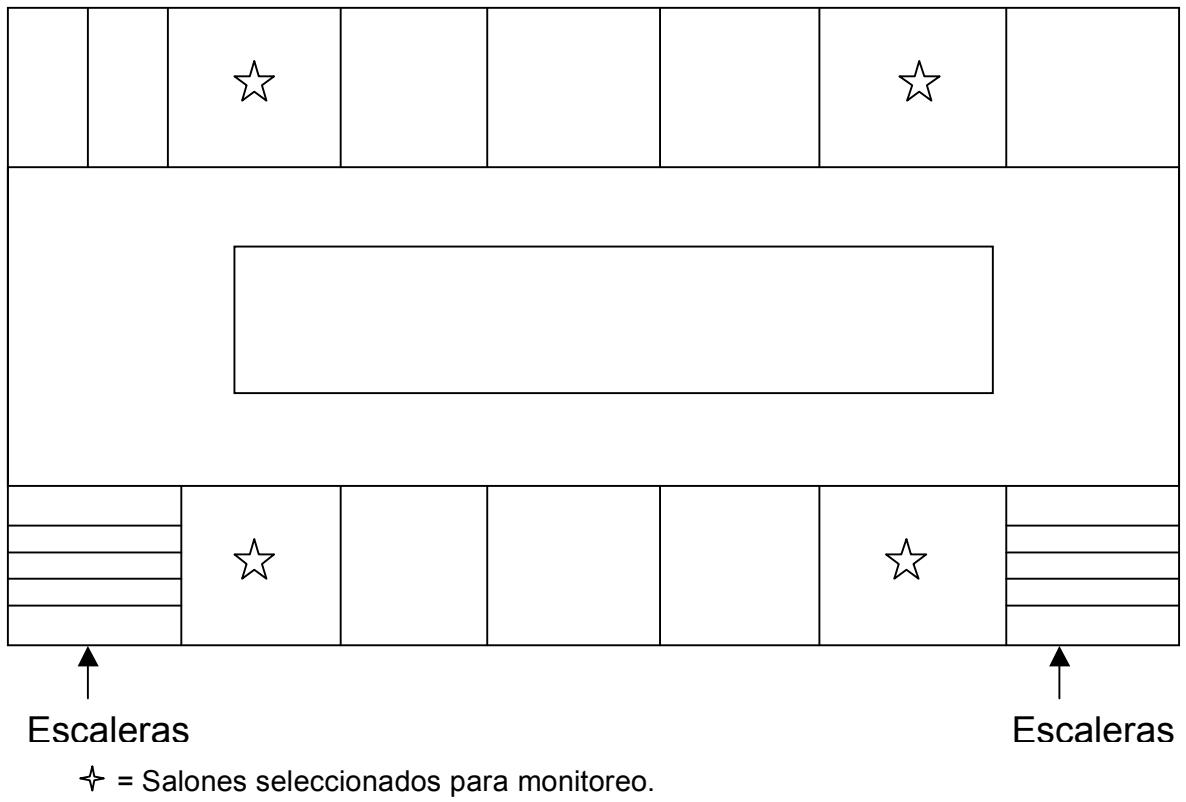 Escaleras Escaleras
✧ = Salones seleccionados para monitoreo.